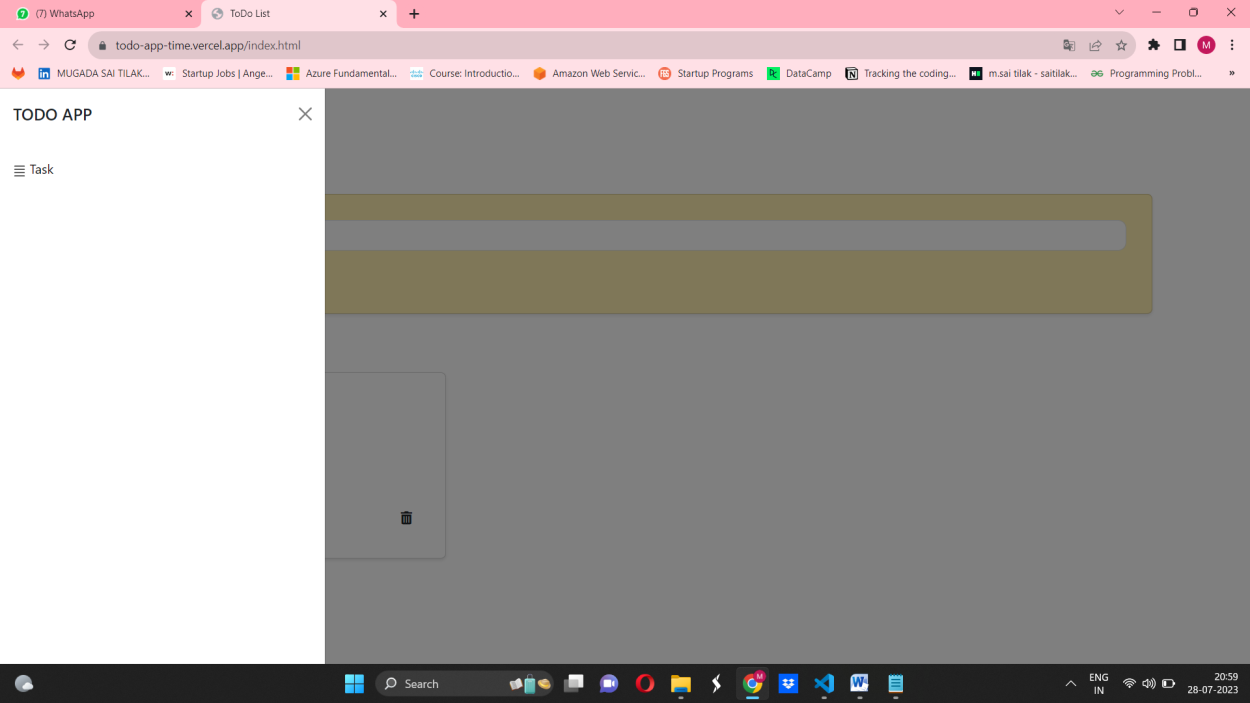 7 (7) WhatsApp
ToDo List
todo-app-time.vercel.app/index.html
M
in MUGADA SAI TILAK...
w: Startup Jobs | Ange...
Azure Fundamental...
Course: Introductio...
Amazon Web Servic...
Startup Programs
DataCamp
N Tracking the coding...
m.sai tilak - saitilak...
Programming Probl...
»
TODO APP
Task
Search
M
W
ENG
IN
20:59
28-07-2023